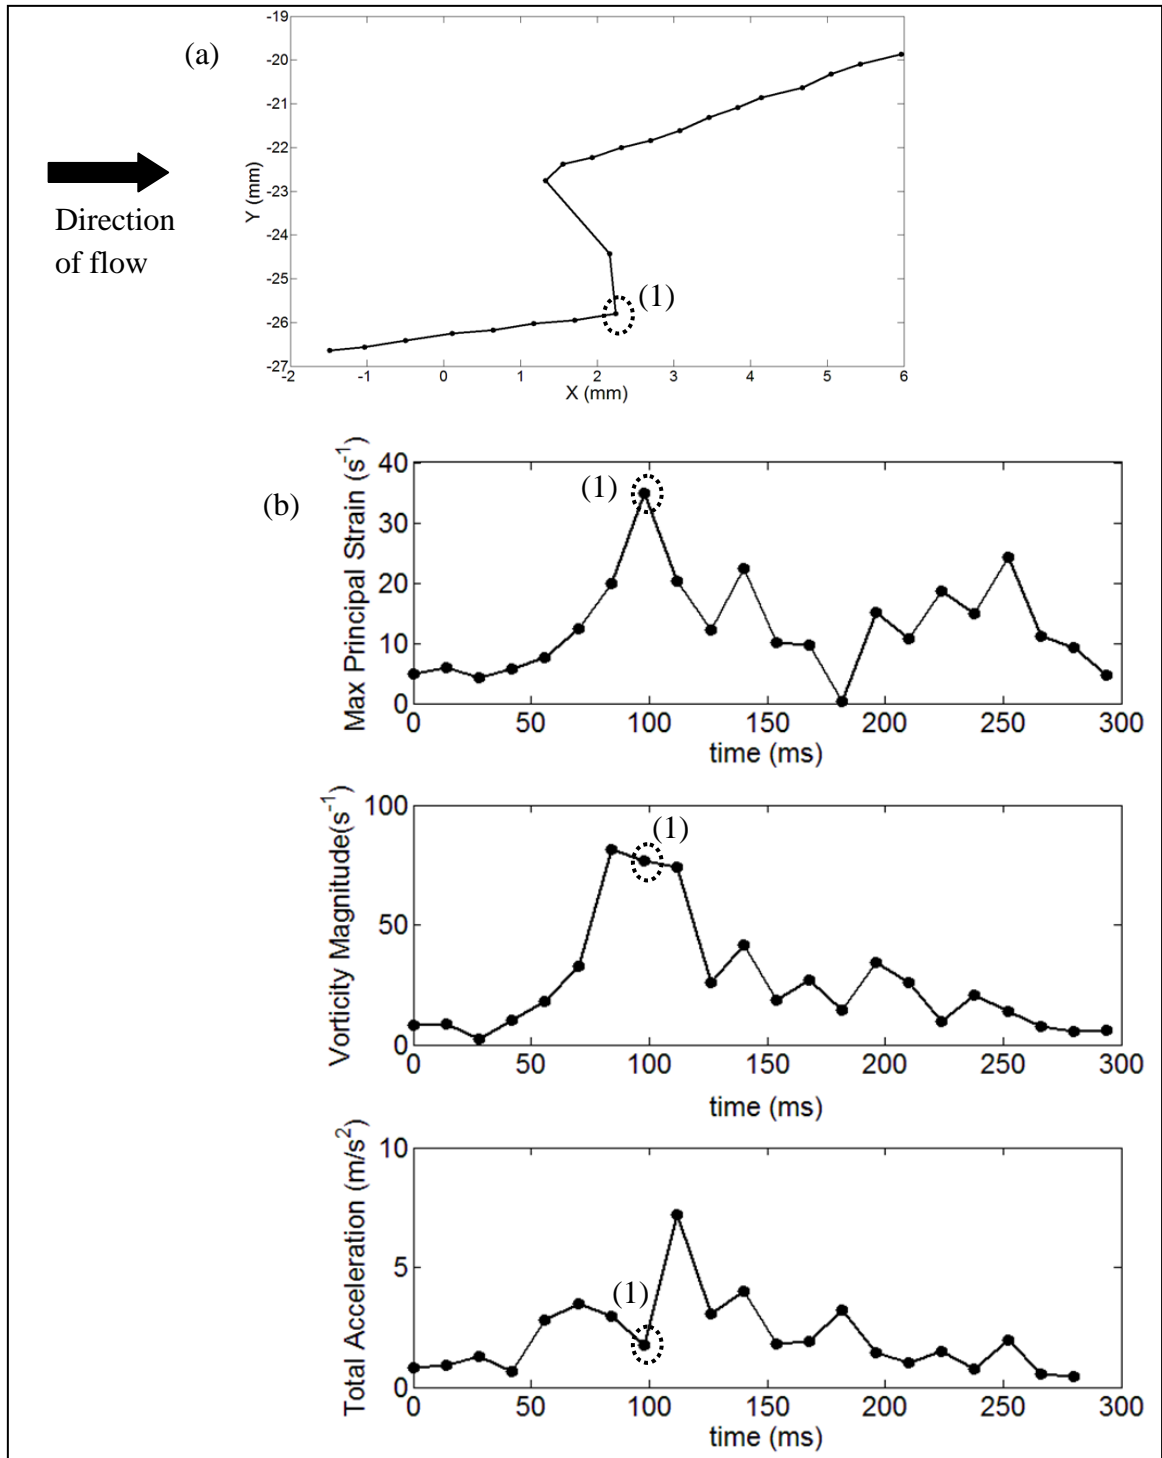 (a)
Direction
of flow
-19
-20
-21
-22
-23
-24
-25
-26
-27
Y (mm)
(1)
-2 -1 0 1 2 3 4 5 6
X (mm)
(b)
Max Principal Strain (s⁻¹)
40
30
20
10
0
(1)
0 50 100 150 200 250 300
time (ms)
Vorticity Magnitude(s⁻¹)
100
50
0
(1)
0 50 100 150 200 250 300
time (ms)
Total Acceleration (m/s²)
10
5
0
(1)
0 50 100 150 200 250 300
time (ms)